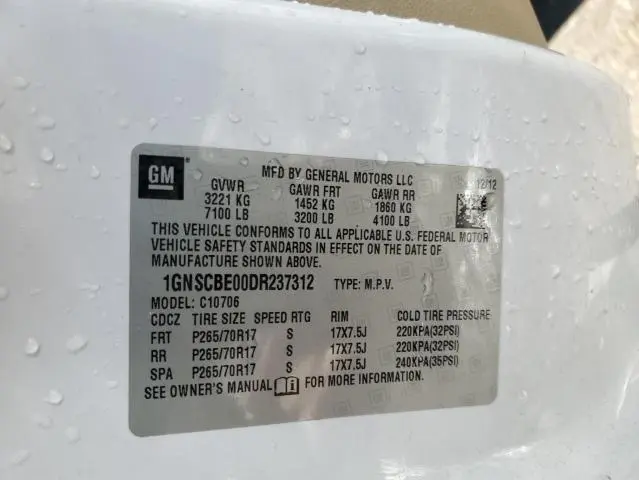 GM
MFD BY GENERAL MOTORS LLC
12/12
GVWR GAWR FRT GAWR RR
3221 KG 1452 KG 1860 KG
7100 LB 3200 LB 4100 LB
THIS VEHICLE CONFORMS TO ALL APPLICABLE U.S. FEDERAL MOTOR
VEHICLE SAFETY STANDARDS IN EFFECT ON THE DATE OF
MANUFACTURE SHOWN ABOVE.
1GNSCBE00DR237312 TYPE: M.P.V.
MODEL: C10706
CDCZ TIRE SIZE SPEED RTG RIM COLD TIRE PRESSURE
FRT P265/70R17 S 17X7.5J 220KPA(32PSI)
RR P265/70R17 S 17X7.5J 220KPA(32PSI)
SPA P265/70R17 S 17X7.5J 240KPA(35PSI)
SEE OWNER'S MANUAL FOR MORE INFORMATION.